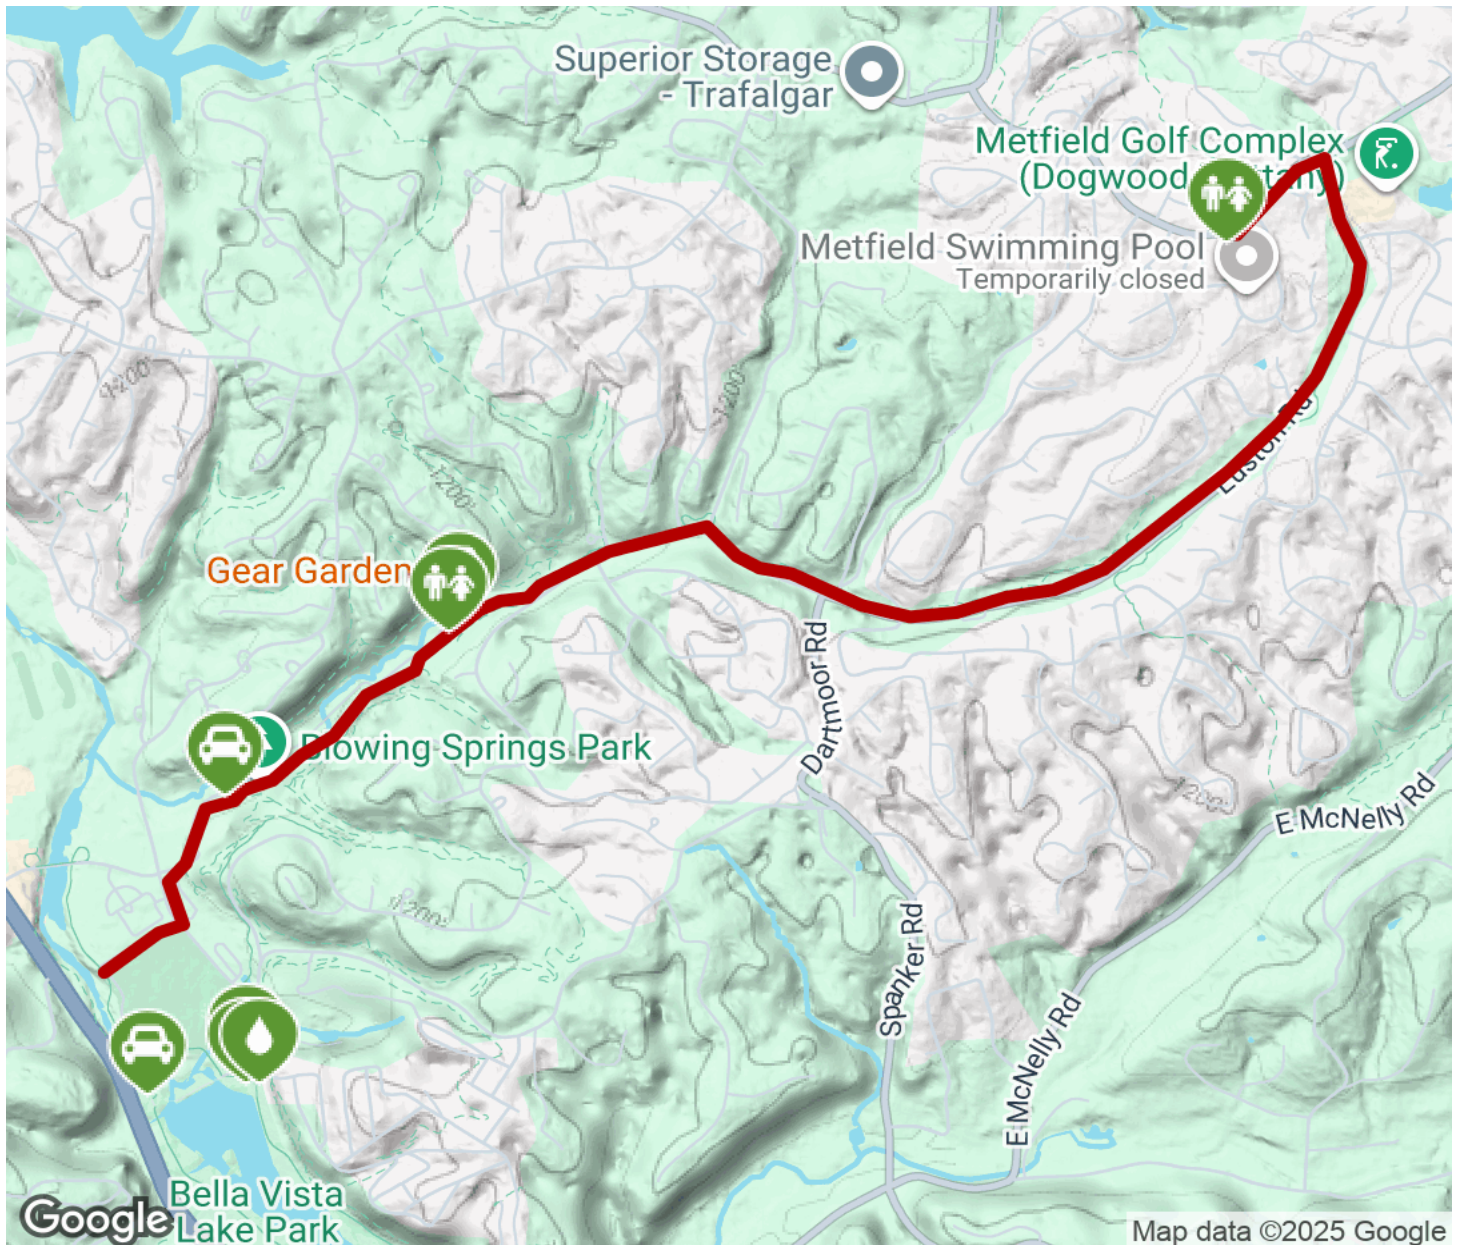 Superior Storage
- Trafalgar
Metfield Golf Complex
(Dogwood
Metfield Swimming Pool
Temporarily closed
1200'
1200'
1200'
Euston Rd
Gear Garden
Dartmoor Rd
Blowing Springs Park
1200'
E McNelly Rd
1200'
Spanker Rd
E McNelly Rd
Bella Vista
Lake Park
Google
Map data ©2025 Google